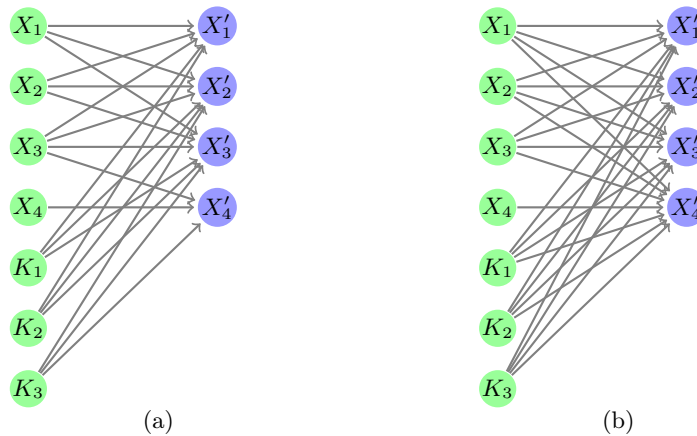 X₁ X′₁ X₁ X′₁
X₂ X′₂ X₂ X′₂
X₃ X′₃ X₃ X′₃
X₄ X′₄ X₄ X′₄
K₁ K₁
K₂ K₂
K₃ K₃
(a) (b)